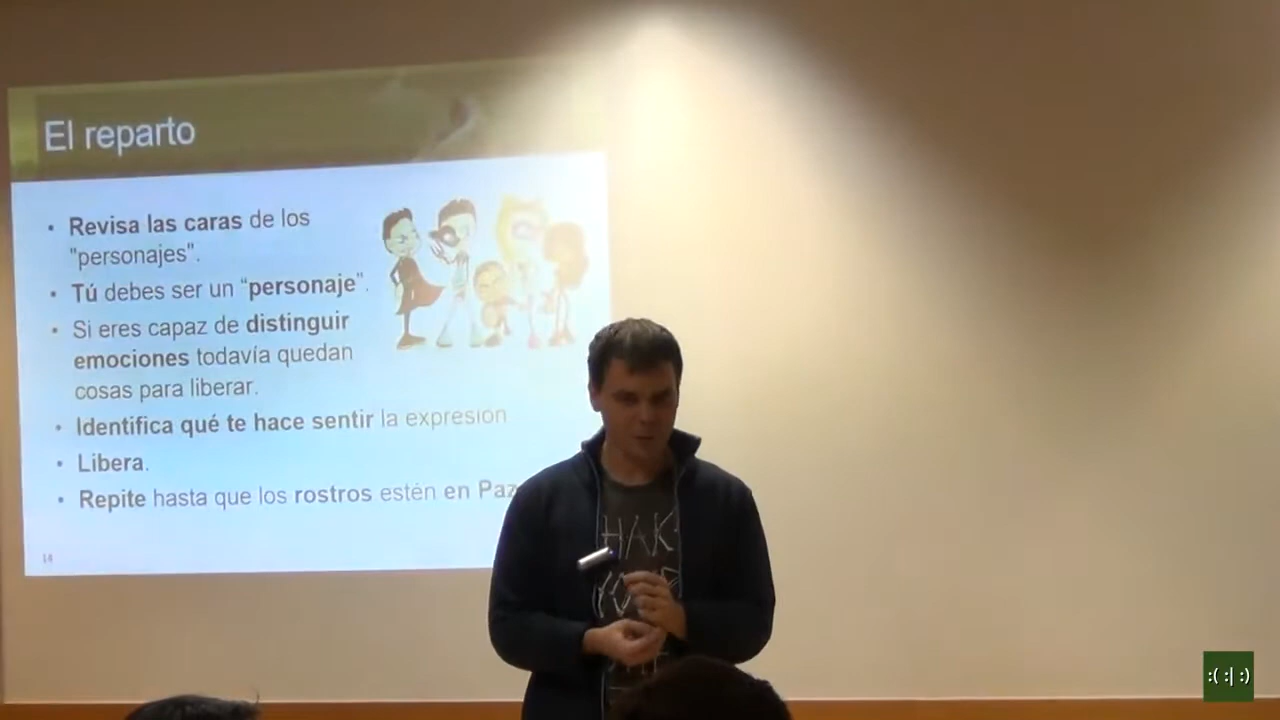 El reparto
• Revisa las caras de los
"personajes".
• Tú debes ser un “personaje”.
• Si eres capaz de distinguir
emociones todavía quedan
cosas para liberar.
• Identifica qué te hace sentir la expresión
• Libera.
• Repite hasta que los rostros estén en Paz
14
HAK
:( :| :)